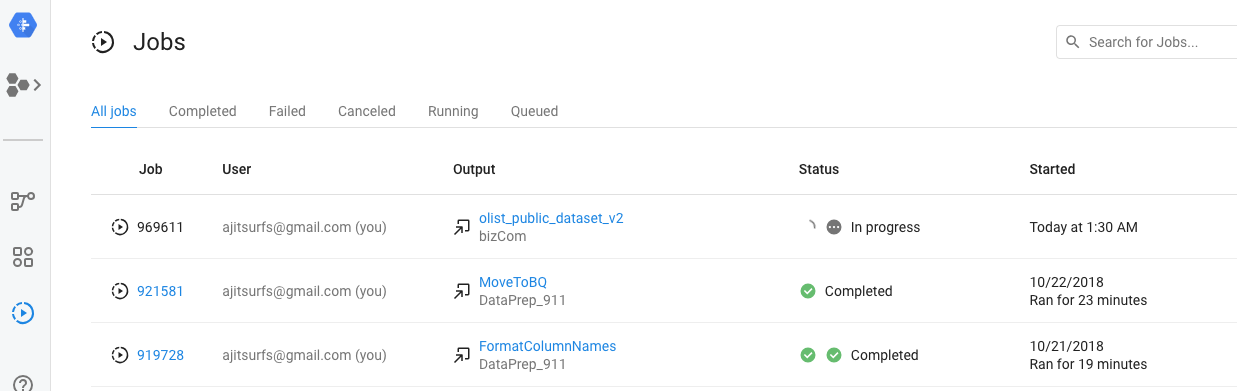 Jobs
Search for Jobs...
All jobs Completed Failed Canceled Running Queued
Job User Output Status Started
969611 ajitsurfs@gmail.com (you) olist_public_dataset_v2 In progress Today at 1:30 AM
bizCom
921581 ajitsurfs@gmail.com (you) MoveToBQ Completed 10/22/2018
DataPrep_911 Ran for 23 minutes
919728 ajitsurfs@gmail.com (you) FormatColumnNames Completed 10/21/2018
DataPrep_911 Ran for 19 minutes